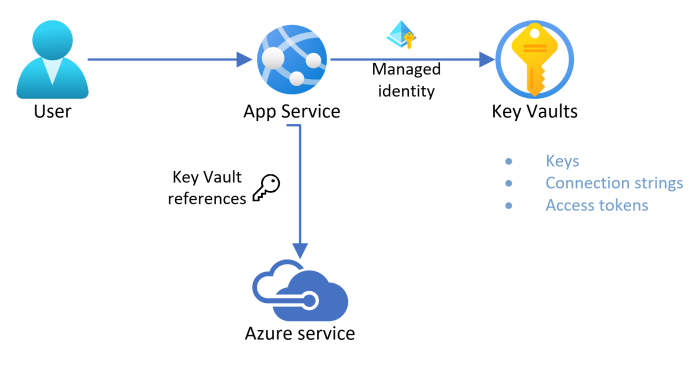 Managed
identity
User
App Service
Key Vaults
Keys
Connection strings
Access tokens
Key Vault
references
Azure service